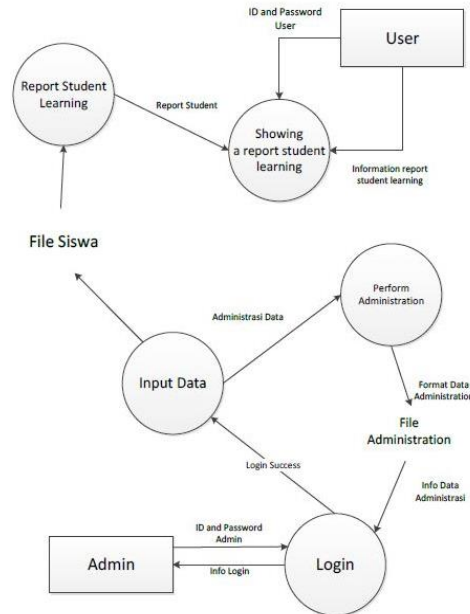 ID and Password
User
User
Report Student
Learning
Report Student
Showing
a report student
learning
Information report
student learning
File Siswa
Perform
Administration
Administrasi Data
Input Data
Format Data
Administration
File
Administration
Login Success
Info Data
Administrasi
ID and Password
Admin
Admin
Login
Info Login